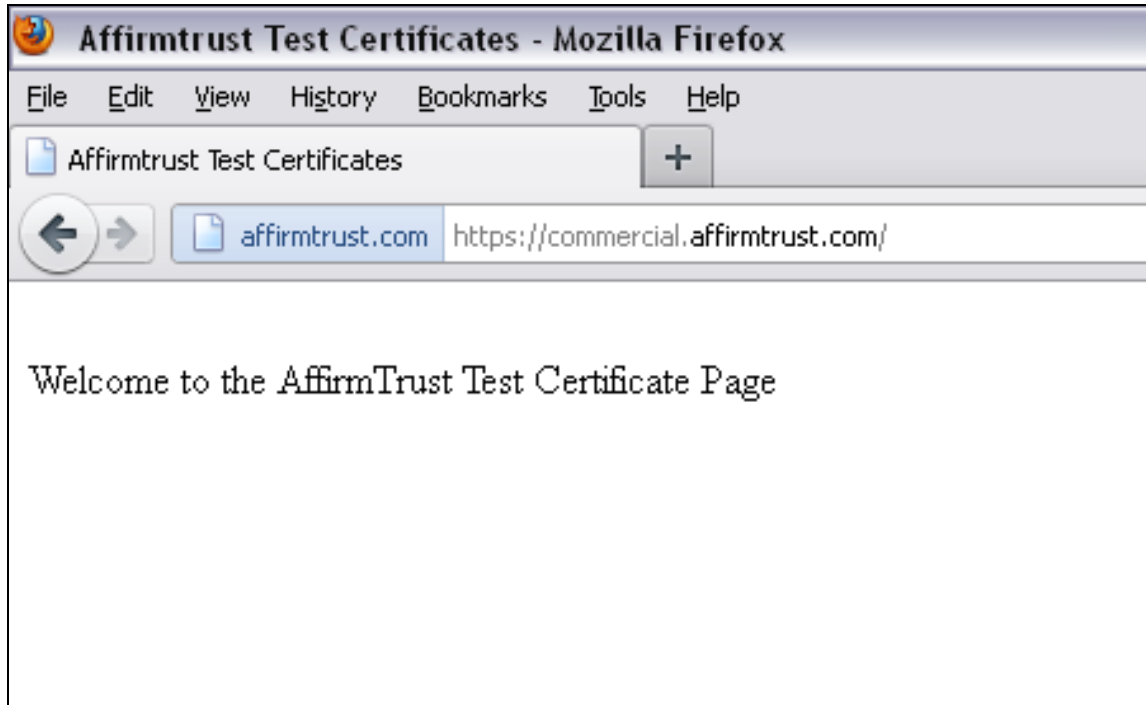 Affirmtrust Test Certificates - Mozilla Firefox
File Edit View History Bookmarks Tools Help
Affirmtrust Test Certificates +
affirmtrust.com https://commercial.affirmtrust.com/
Welcome to the AffirmTrust Test Certificate Page